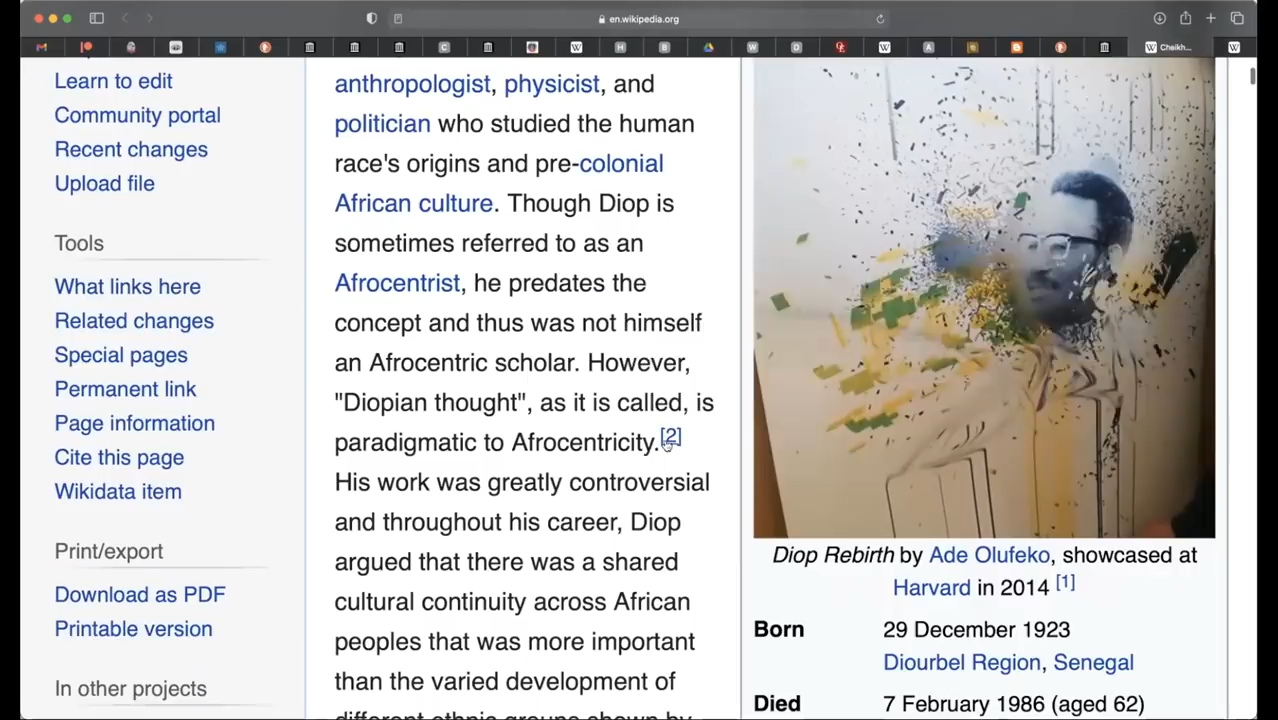 en.wikipedia.org
Cheikh...
Learn to edit
Community portal
Recent changes
Upload file
Tools
What links here
Related changes
Special pages
Permanent link
Page information
Cite this page
Wikidata item
Print/export
Download as PDF
Printable version
In other projects
anthropologist, physicist, and
politician who studied the human
race's origins and pre-colonial
African culture. Though Diop is
sometimes referred to as an
Afrocentrist, he predates the
concept and thus was not himself
an Afrocentric scholar. However,
"Diopian thought", as it is called, is
paradigmatic to Afrocentricity.[2]
His work was greatly controversial
and throughout his career, Diop
argued that there was a shared
cultural continuity across African
peoples that was more important
than the varied development of
different ethnic groups shown by
Diop Rebirth by Ade Olufeko, showcased at
Harvard in 2014 [1]
Born 29 December 1923
Diourbel Region, Senegal
Died 7 February 1986 (aged 62)